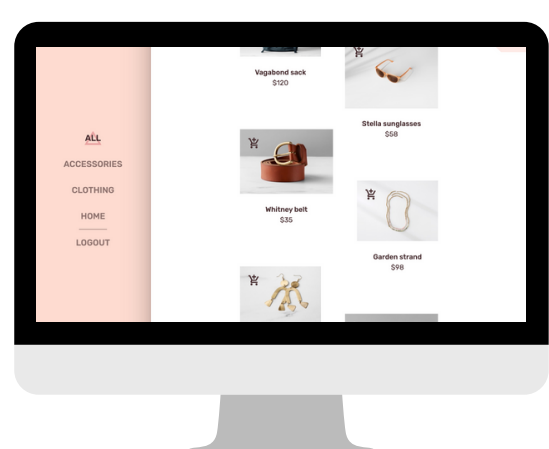 ALL
ACCESSORIES
CLOTHING
HOME
LOGOUT
Vagabond sack
$120
Stella sunglasses
$58
Whitney belt
$35
Garden strand
$98